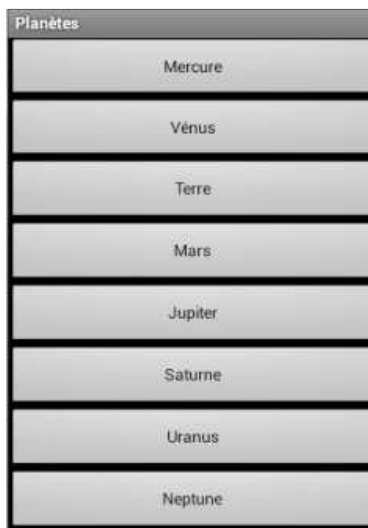 Planètes
Mercure
Vénus
Terre
Mars
Jupiter
Saturne
Uranus
Neptune